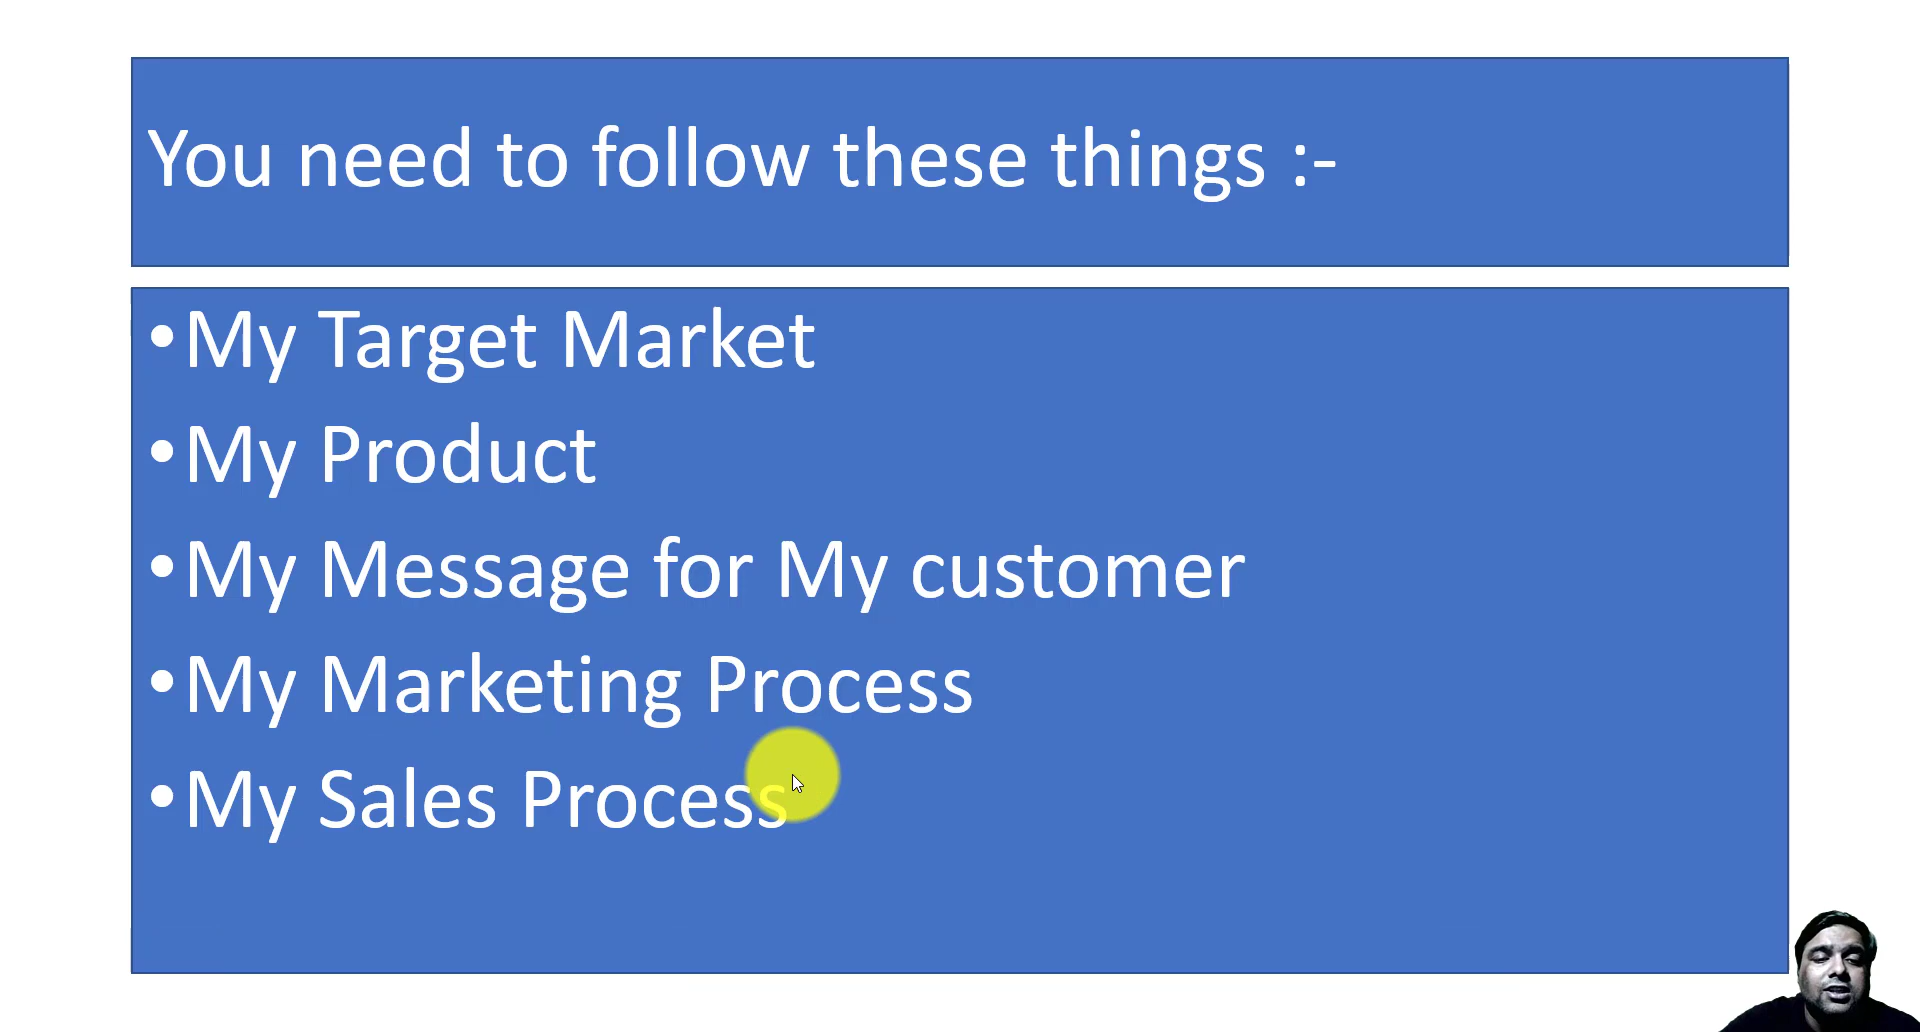 You need to follow these things :-
•My Target Market
•My Product
•My Message for My customer
•My Marketing Process
•My Sales Process